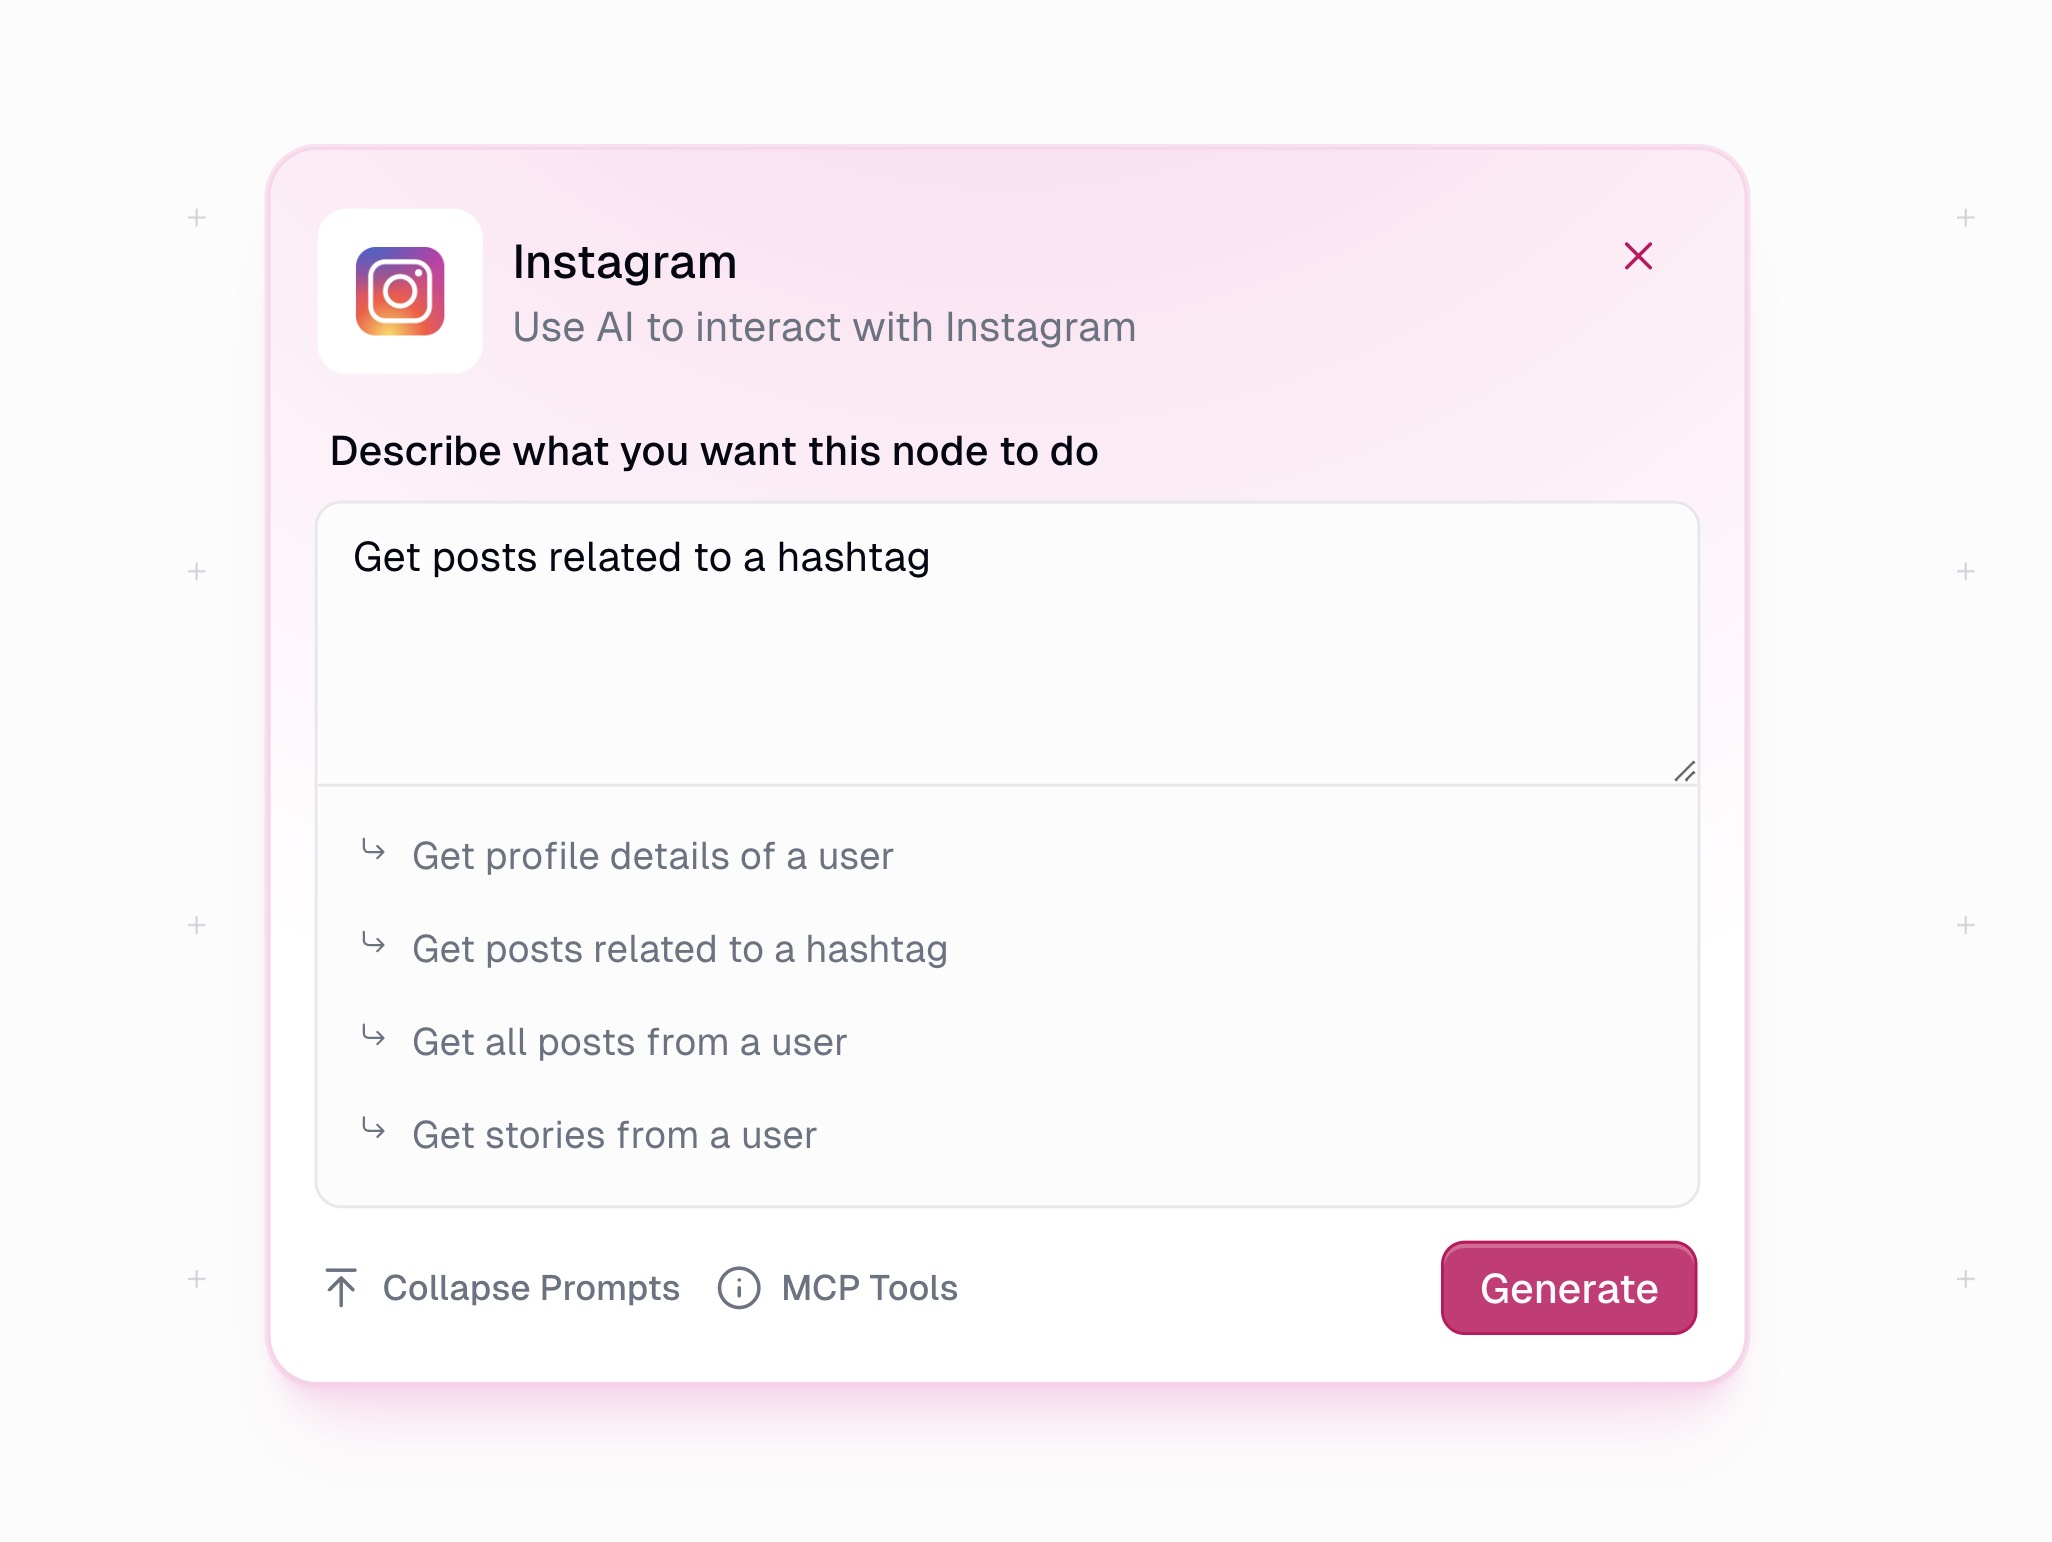 Instagram
Use AI to interact with Instagram
Describe what you want this node to do
Get posts related to a hashtag
Get profile details of a user
Get posts related to a hashtag
Get all posts from a user
Get stories from a user
Collapse Prompts
MCP Tools
Generate